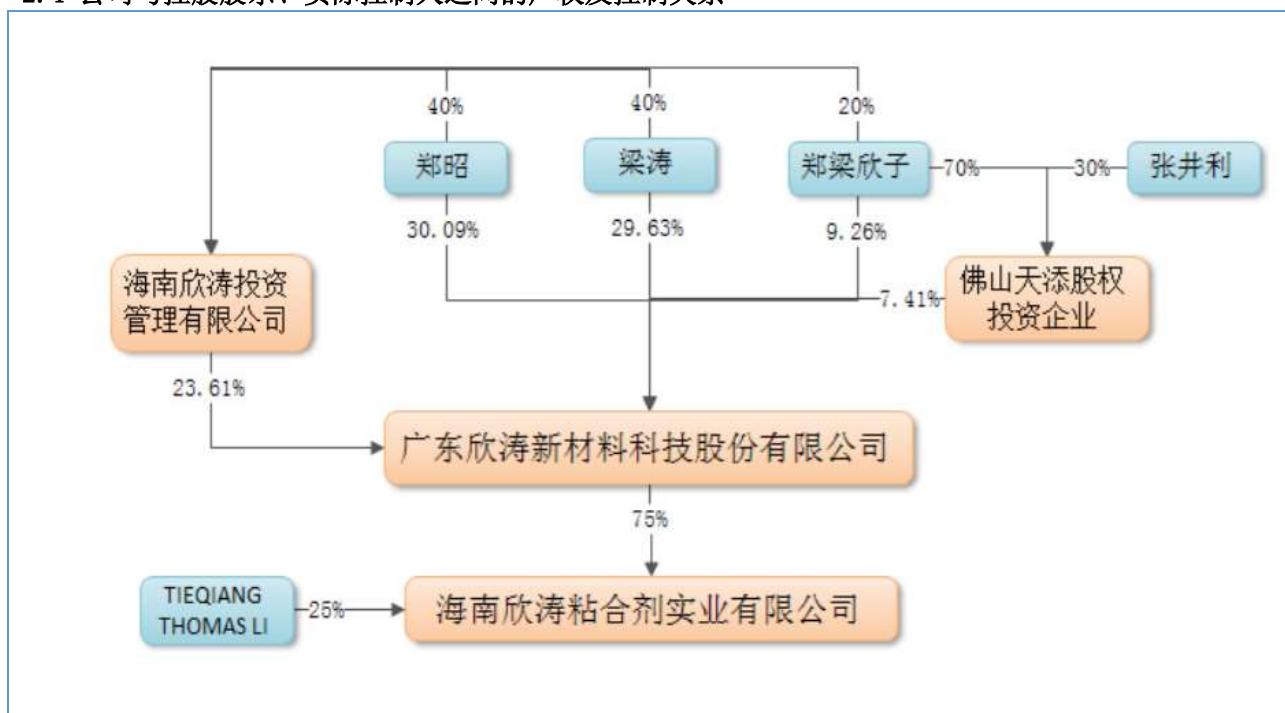 40%
40%
20%
郑昭
梁涛
郑梁欣子
70%
30%
张井利
30.09%
29.63%
9.26%
海南欣涛投资
管理有限公司
7.41%
佛山天添股权
投资企业
23.61%
广东欣涛新材料科技股份有限公司
75%
TIEQIANG
THOMAS LI
25%
海南欣涛粘合剂实业有限公司